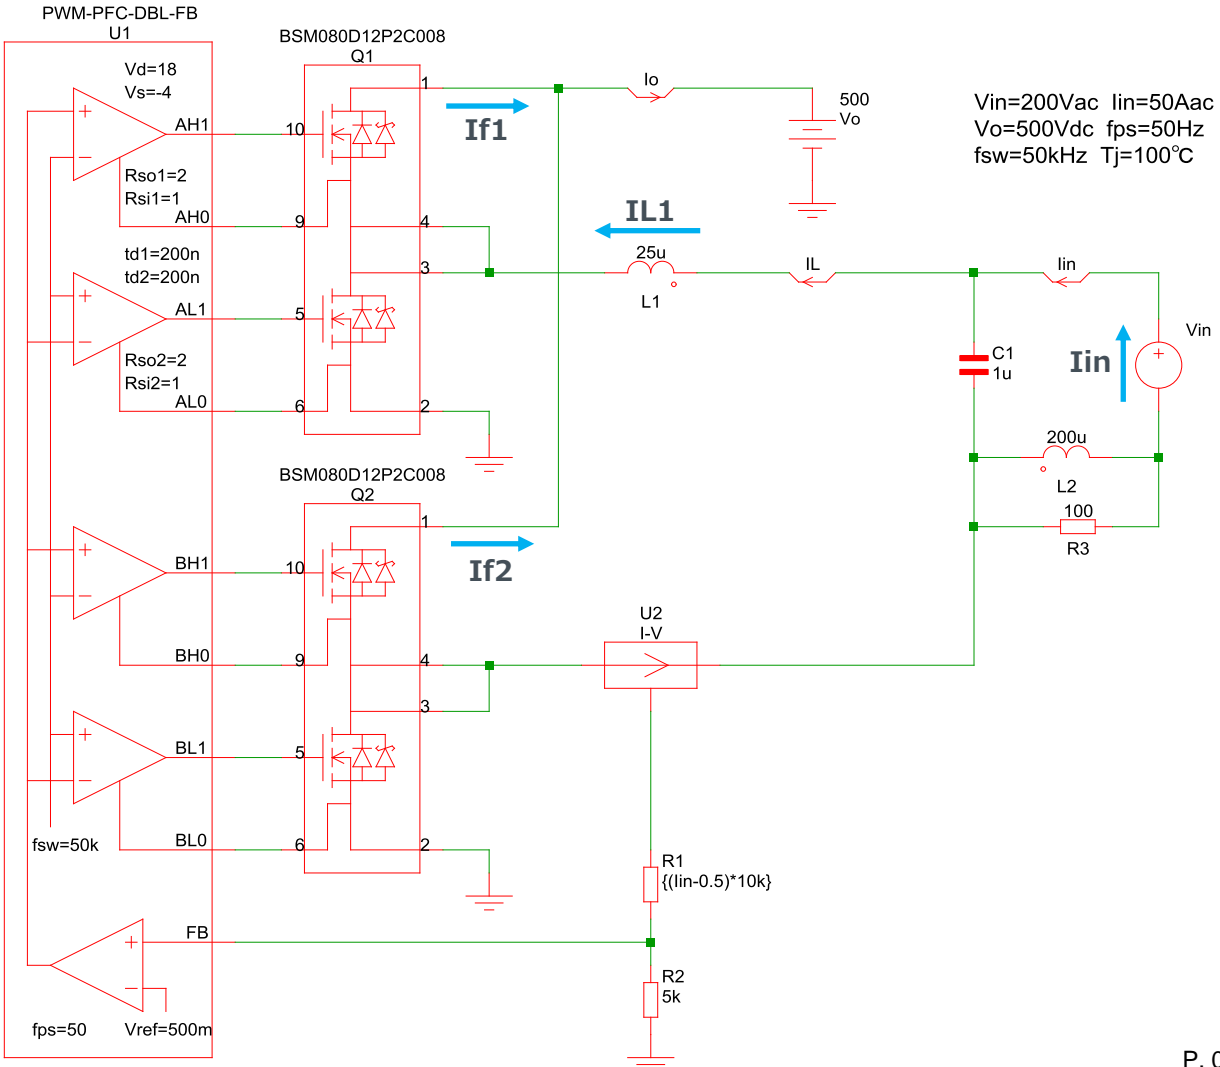 PWM-PFC-DBL-FB
U1
BSM080D12P2C008
Q1
Vd=18
Vs=-4
AH1
10
1
If1
Io
500
Vo
Vin=200Vac Iin=50Aac
Vo=500Vdc fps=50Hz
fsw=50kHz Tj=100℃
Rso1=2
Rsi1=1
AH0
9
4
IL1
td1=200n
td2=200n
3
25u
L1
IL
Iin
AL1
5
Vin
Iin
C1
1u
Rso2=2
Rsi2=1
AL0
6
2
200u
L2
BSM080D12P2C008
Q2
100
R3
1
BH1
10
If2
U2
I-V
BH0
9
4
3
BL1
5
fsw=50k
BL0
6
2
R1
{(Iin-0.5)*10k}
FB
R2
5k
fps=50
Vref=500m
P. 0